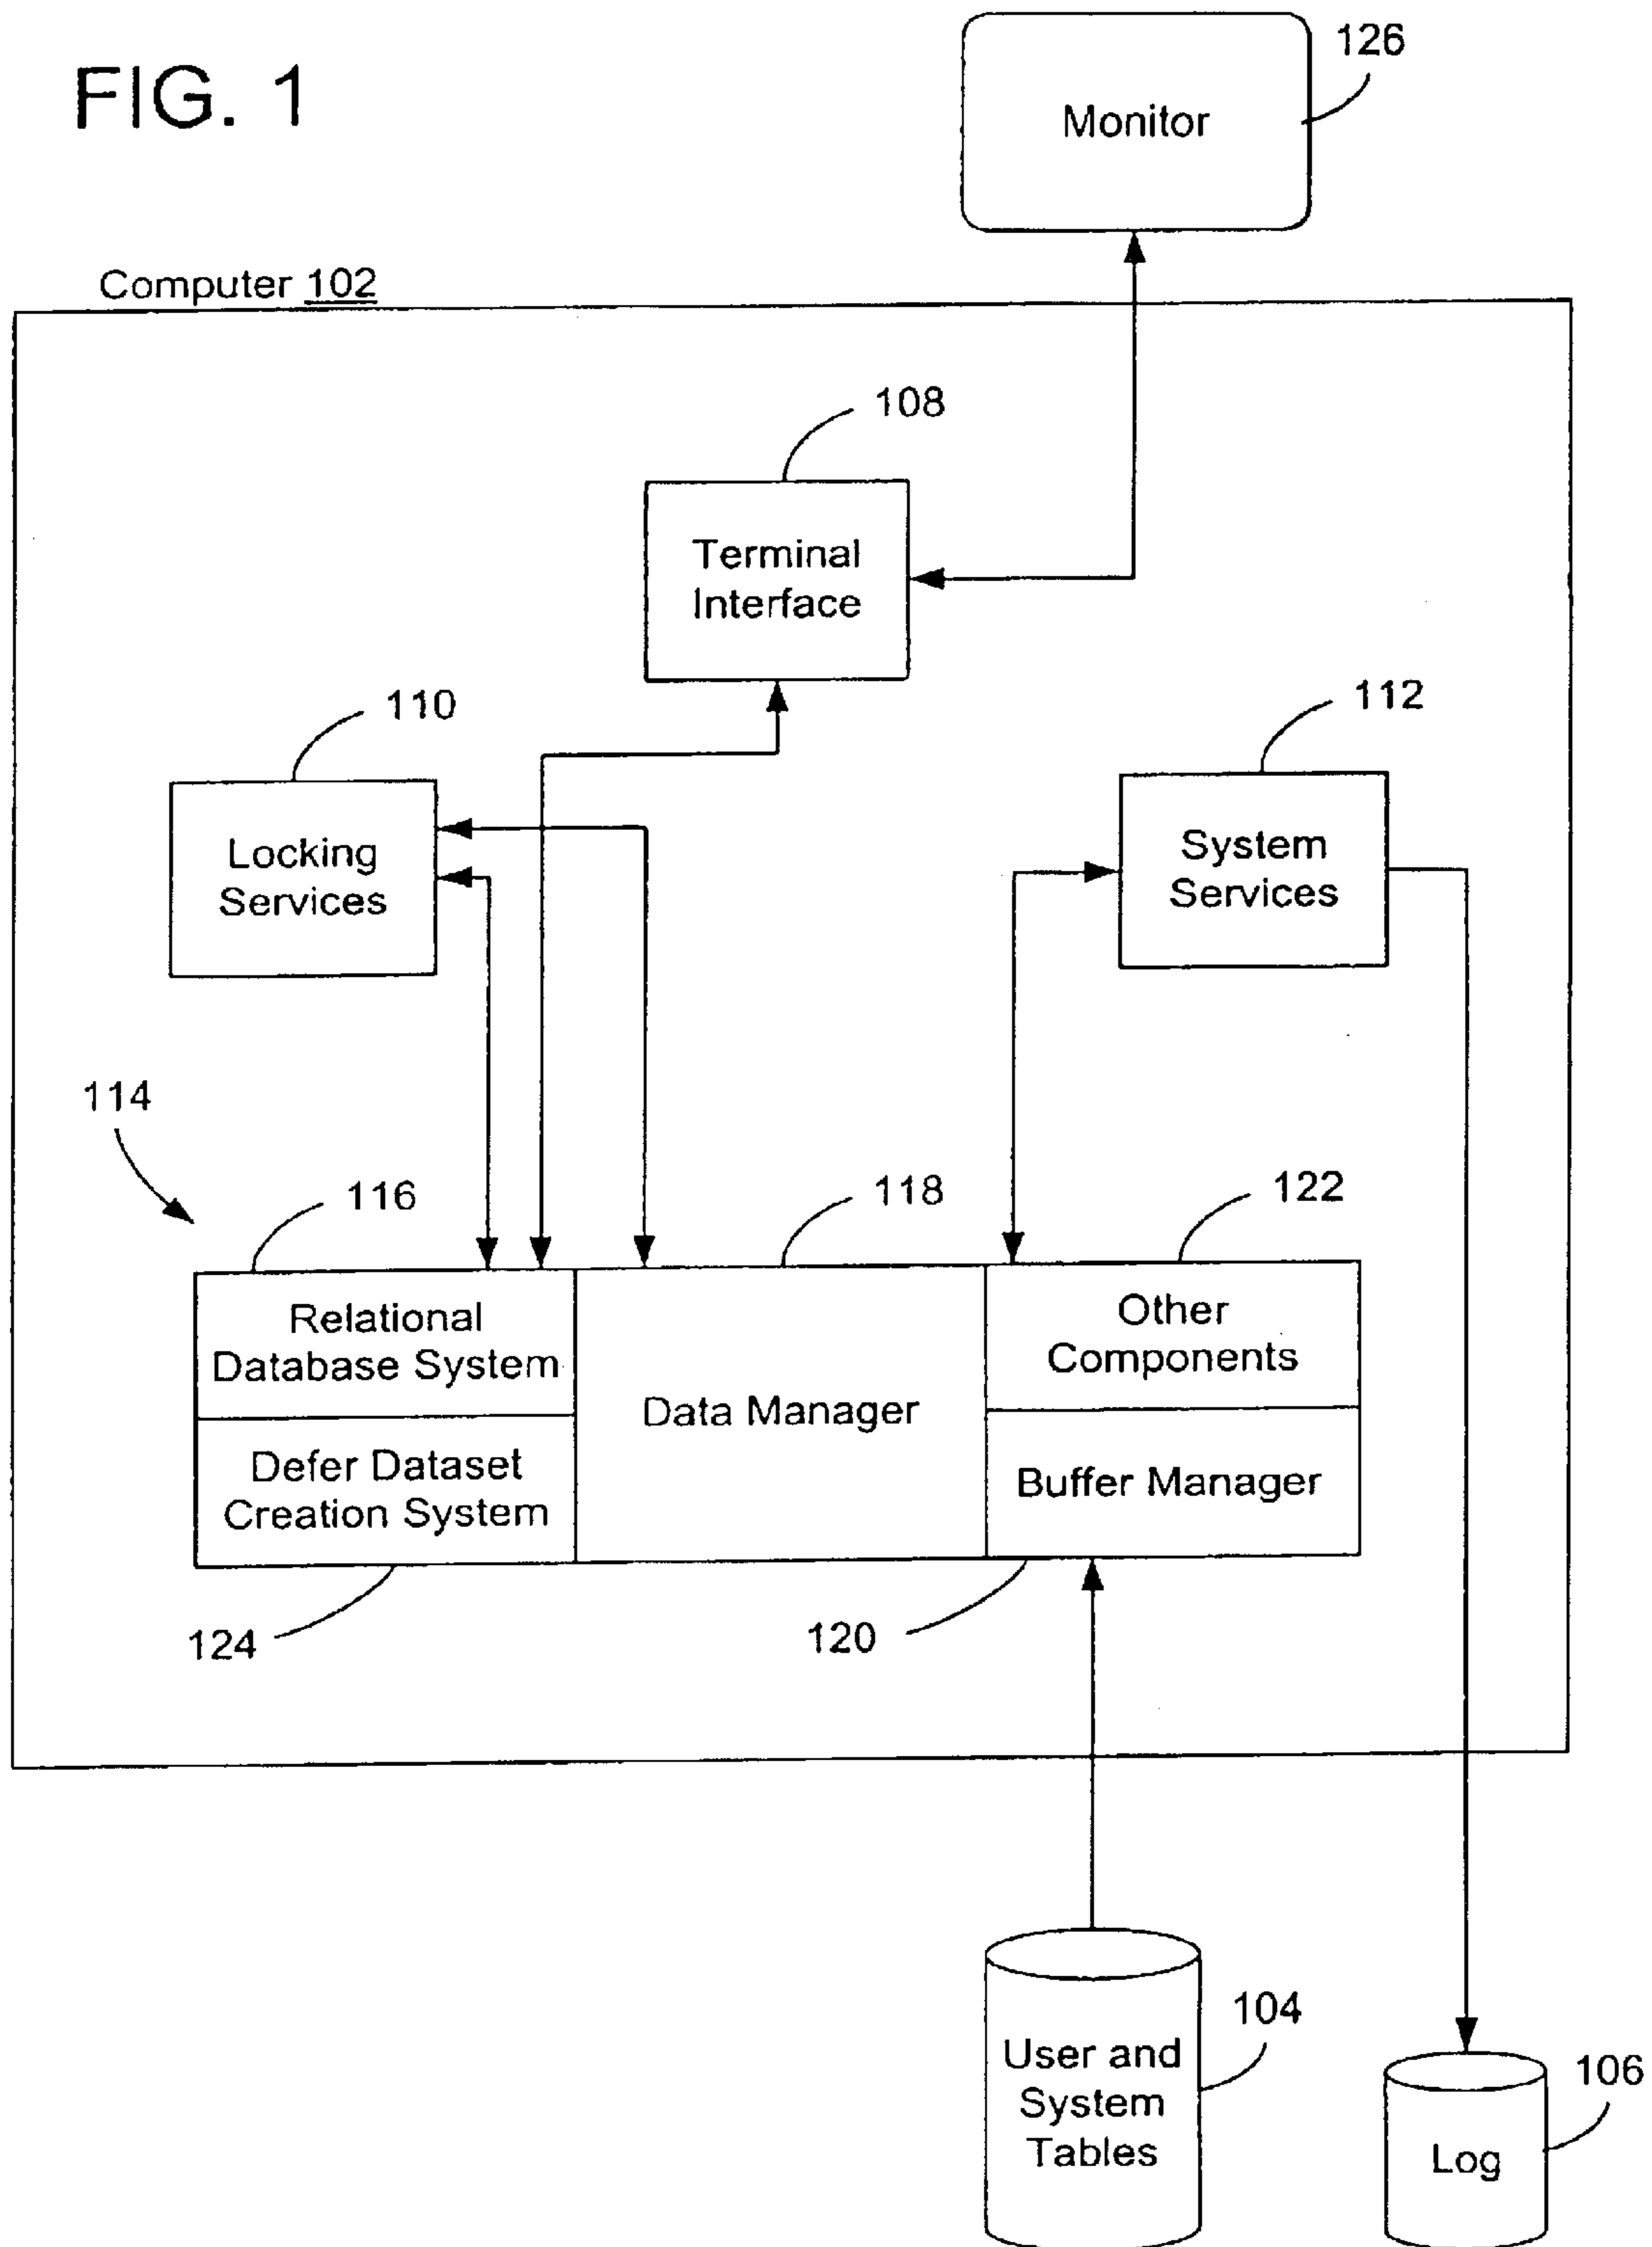 FIG. 1
126
Monitor
Computer 102
108
Terminal
Interface
110
112
Locking
Services
System
Services
114
116
118
122
Relational
Database System
Other
Components
Data Manager
Defer Dataset
Creation System
Buffer Manager
124
120
104
User and
System
Tables
106
Log